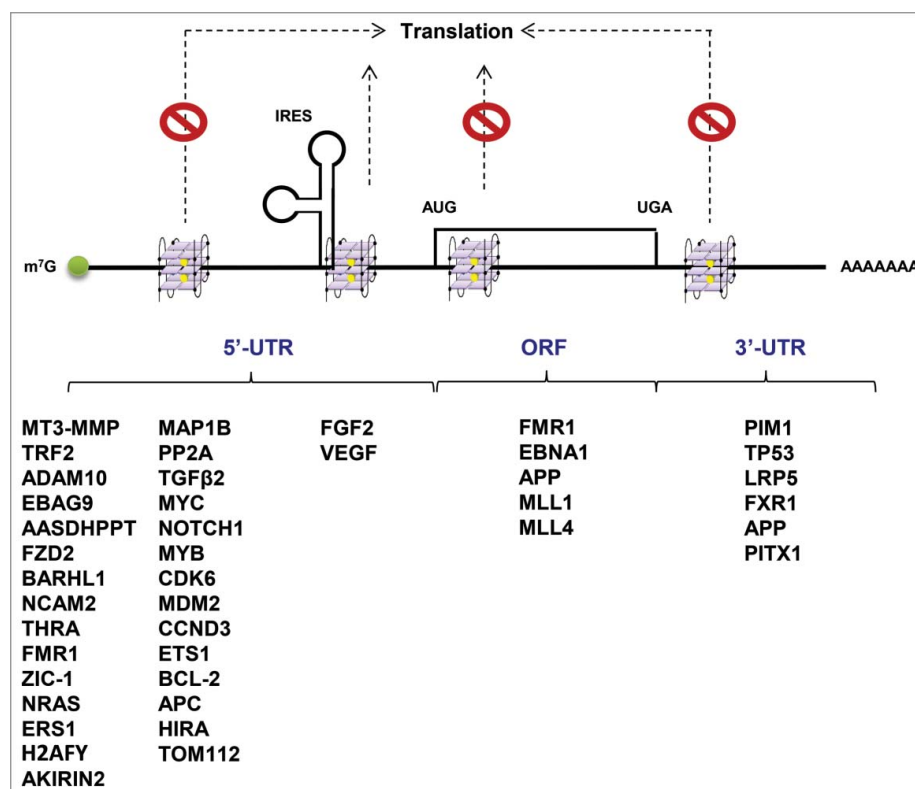 Translation
IRES
AUG
UGA
m⁷G
AAAAAAA
5’-UTR
ORF
3’-UTR
MT3-MMP
TRF2
ADAM10
EBAG9
AASDHPPT
FZD2
BARHL1
NCAM2
THRA
FMR1
ZIC-1
NRAS
ERS1
H2AFY
AKIRIN2
MAP1B
PP2A
TGFβ2
MYC
NOTCH1
MYB
CDK6
MDM2
CCND3
ETS1
BCL-2
APC
HIRA
TOM112
FGF2
VEGF
FMR1
EBNA1
APP
MLL1
MLL4
PIM1
TP53
LRP5
FXR1
APP
PITX1